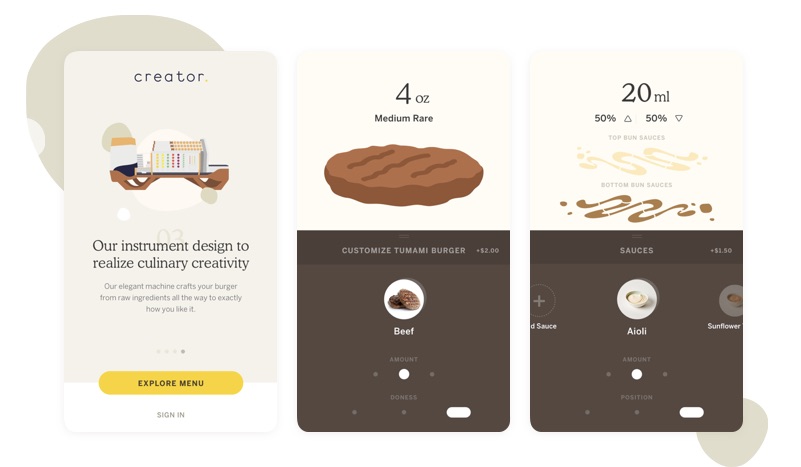 creator.
03
Our instrument design to
realize culinary creativity
Our elegant machine crafts your burger
from raw ingredients all the way to exactly
how you like it.
EXPLORE MENU
SIGN IN
4 oz
Medium Rare
CUSTOMIZE TUMAMI BURGER +$2.00
Beef
AMOUNT
DONESS
20 ml
50% 50%
TOP BUN SAUCES
BOTTOM BUN SAUCES
SAUCES +$1.50
d Sauce Aioli Sunflower
AMOUNT
POSITION